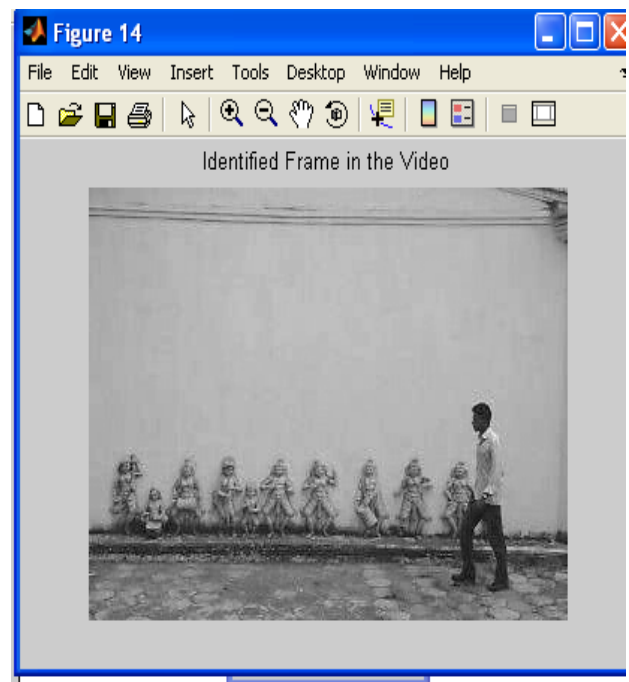 Figure 14
File Edit View Insert Tools Desktop Window Help
Identified Frame in the Video